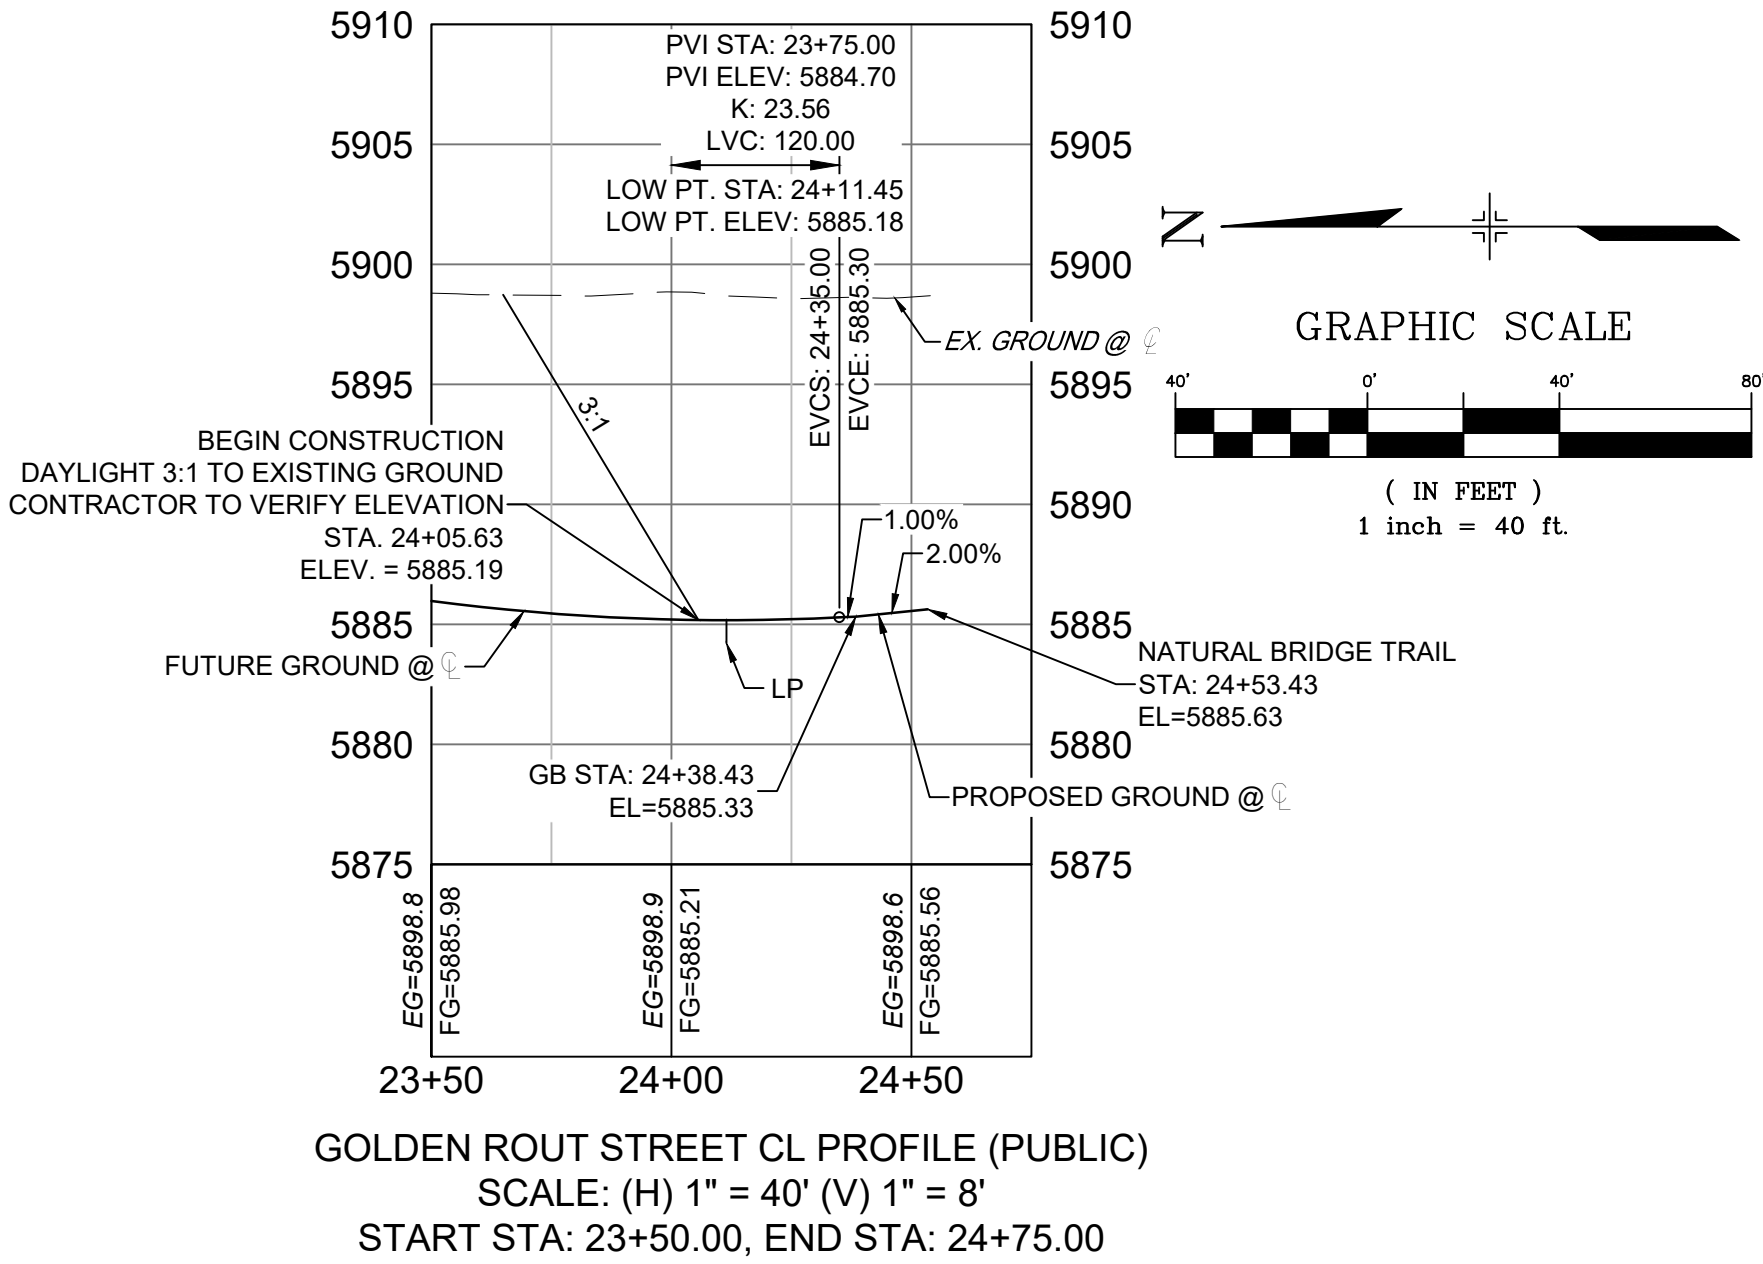 5910
5905
5900
5895
5890
5885
5880
5875
PVI STA: 23+75.00
PVI ELEV: 5884.70
K: 23.56
LVC: 120.00
LOW PT. STA: 24+11.45
LOW PT. ELEV: 5885.18
EVCS: 24+35.00
EVCE: 5885.30
5910
5905
5900
5895
5890
5885
5880
5875
EX. GROUND @ ℄
3:1
BEGIN CONSTRUCTION
DAYLIGHT 3:1 TO EXISTING GROUND
CONTRACTOR TO VERIFY ELEVATION
STA. 24+05.63
ELEV. = 5885.19
1.00%
2.00%
FUTURE GROUND @ ℄
LP
NATURAL BRIDGE TRAIL
STA: 24+53.43
EL=5885.63
GB STA: 24+38.43
EL=5885.33
PROPOSED GROUND @ ℄
EG=5898.8
FG=5885.98
EG=5898.9
FG=5885.21
EG=5898.6
FG=5885.56
23+50
24+00
24+50
GOLDEN ROUT STREET CL PROFILE (PUBLIC)
SCALE: (H) 1" = 40' (V) 1" = 8'
START STA: 23+50.00, END STA: 24+75.00
N
GRAPHIC SCALE
40' 0' 40' 80'
( IN FEET )
1 inch = 40 ft.